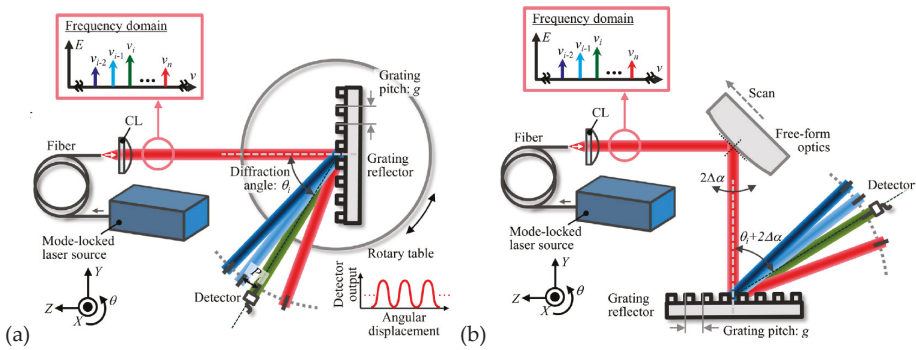 Frequency domain
E
νi-2
νi-1
νi
νn
ν
Grating
pitch: g
CL
Fiber
Diffraction
angle: θi
Grating
reflector
Mode-locked
laser source
Rotary table
P
Detector
Detector
output
Angular
displacement
Y
Z
X
θ
(a)
Frequency domain
E
νi-2
νi-1
νi
νn
ν
Scan
CL
Fiber
Free-form
optics
2Δα
Detector
θi+2Δα
Mode-locked
laser source
Y
Z
X
θ
Grating
reflector
Grating pitch: g
(b)